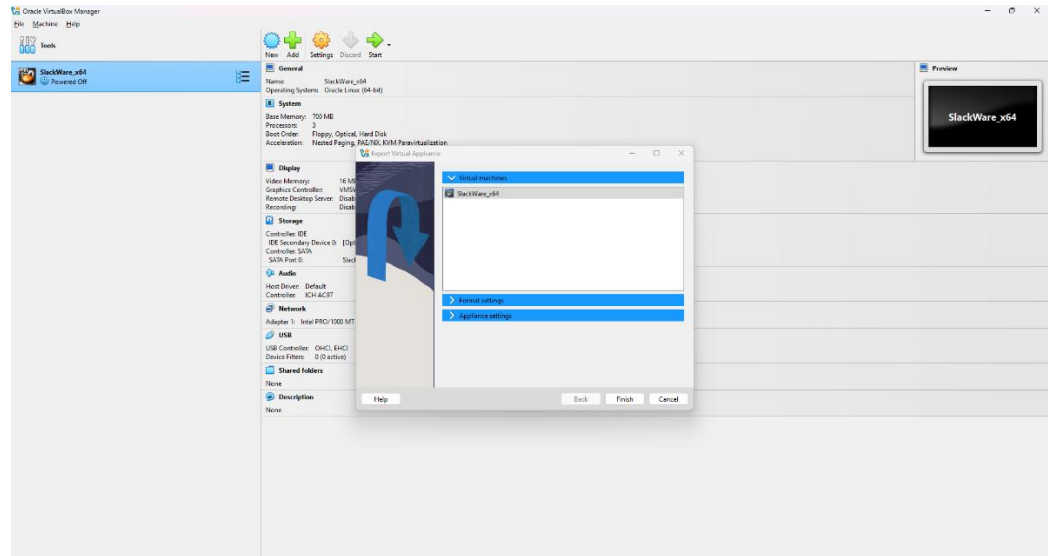 Oracle VirtualBox Manager
File Machine Help
Tools
New Add Settings Discard Start
SlackWare_x64
Powered Off
General
Name: SlackWare_x64
Operating System: Oracle Linux (64-bit)
System
Base Memory: 700 MB
Processors: 3
Boot Order: Floppy, Optical, Hard Disk
Acceleration: Nested Paging, PAE/NX, KVM Paravirtualization
Display
Video Memory: 16 M
Graphics Controller: VMSV
Remote Desktop Server: Disab
Recording: Disab
Storage
Controller: IDE
IDE Secondary Device 0: [Opt
Controller: SATA
SATA Port 0: Slac
Audio
Host Driver: Default
Controller: ICH AC97
Network
Adapter 1: Intel PRO/1000 MT
USB
USB Controller: OHCI, EHCI
Device Filters: 0 (0 active)
Shared folders
None
Description
None
Preview
SlackWare_x64
Export Virtual Appliance
Virtual machines
SlackWare_x64
Format settings
Appliance settings
Help Back Finish Cancel